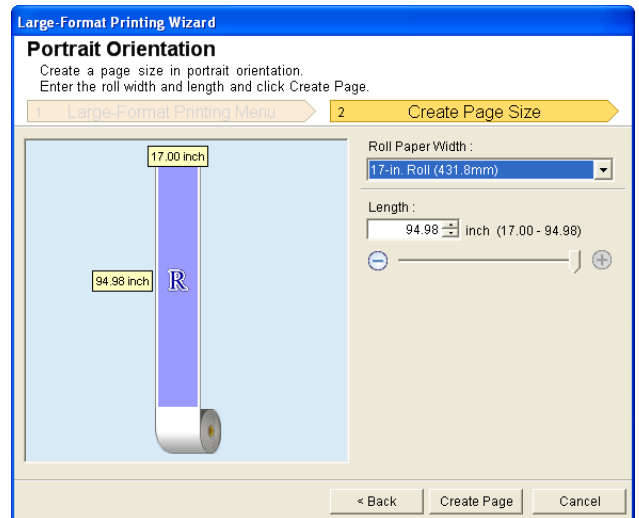 Large-Format Printing Wizard
Portrait Orientation
Create a page size in portrait orientation.
Enter the roll width and length and click Create Page.
1 Large-Format Printing Menu
2 Create Page Size
17.00 inch
94.98 inch
R
Roll Paper Width :
17-in. Roll (431.8mm)
Length :
94.98 inch (17.00 - 94.98)
< Back Create Page Cancel